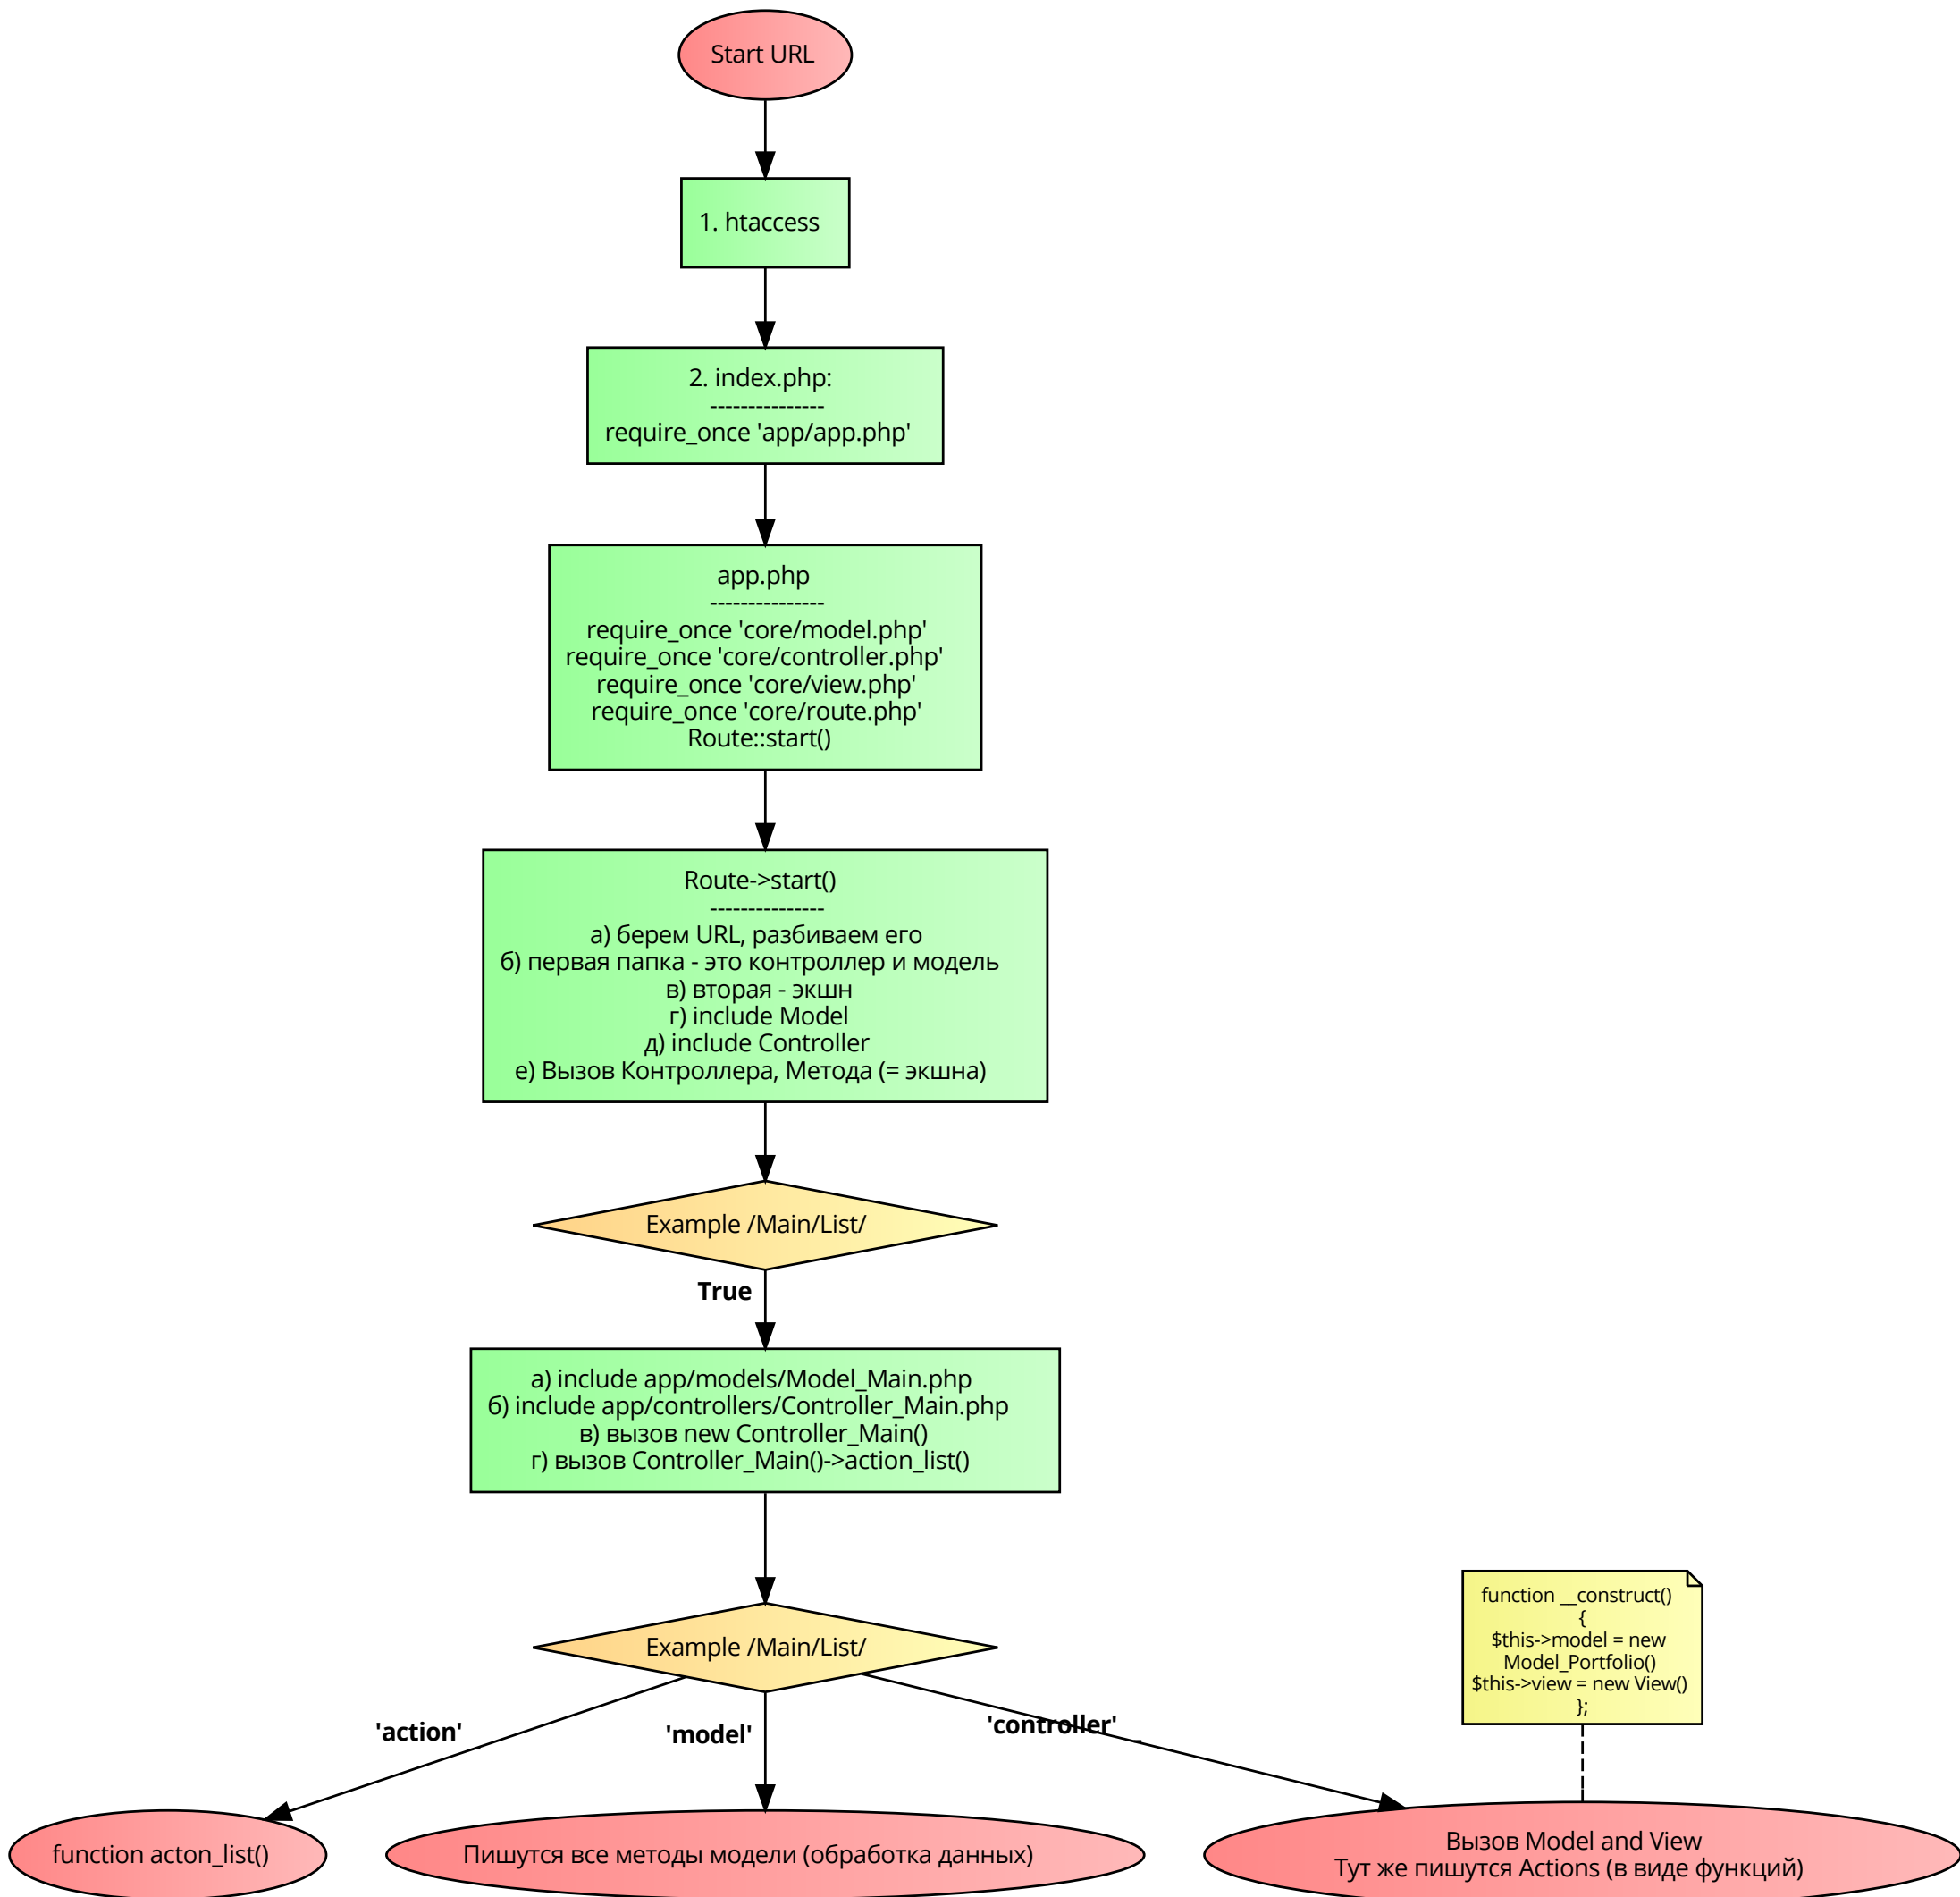 Start URL
1. htaccess
2. index.php:
---------------
require_once 'app/app.php'
app.php
---------------
require_once 'core/model.php'
require_once 'core/controller.php'
require_once 'core/view.php'
require_once 'core/route.php'
Route::start()
Route->start()
---------------
а) берем URL, разбиваем его
б) первая папка - это контроллер и модель
в) вторая - экшн
г) include Model
д) include Controller
е) Вызов Контроллера, Метода (= экшна)
Example /Main/List/
True
а) include app/models/Model_Main.php
б) include app/controllers/Controller_Main.php
в) вызов new Controller_Main()
г) вызов Controller_Main()->action_list()
function __construct()
{
$this->model = new
Model_Portfolio()
$this->view = new View()
};
Example /Main/List/
'action'
'model'
'controller'
function acton_list()
Пишутся все методы модели (обработка данных)
Вызов Model and View
Тут же пишутся Actions (в виде функций)